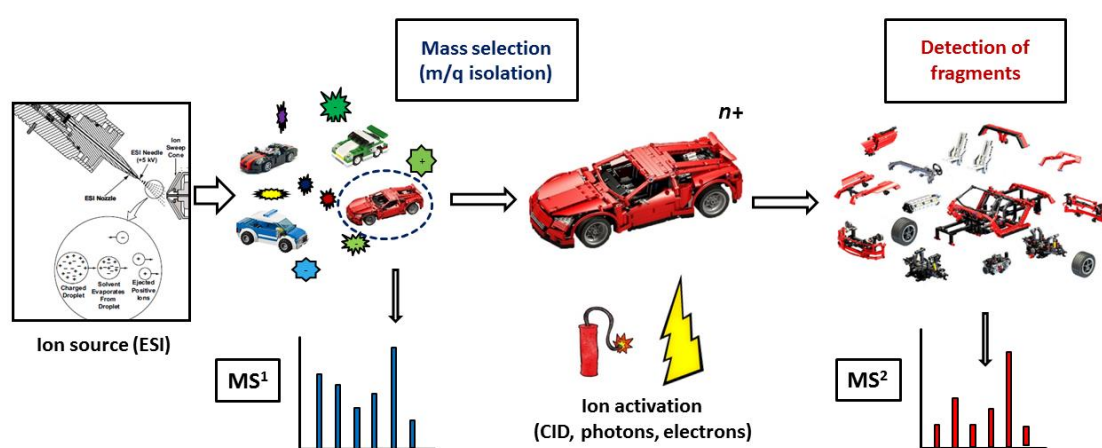 Mass selection
(m/q isolation)
Detection of
fragments
n+
ESI Needle
(+5 kV)
Ion
Sweep
Cone
ESI Nozzle
Charged
Droplet
Solvent
Evaporates
From
Droplet
Ejected
Positive
Ions
+
-
Ion source (ESI)
MS¹
Ion activation
(CID, photons, electrons)
MS²